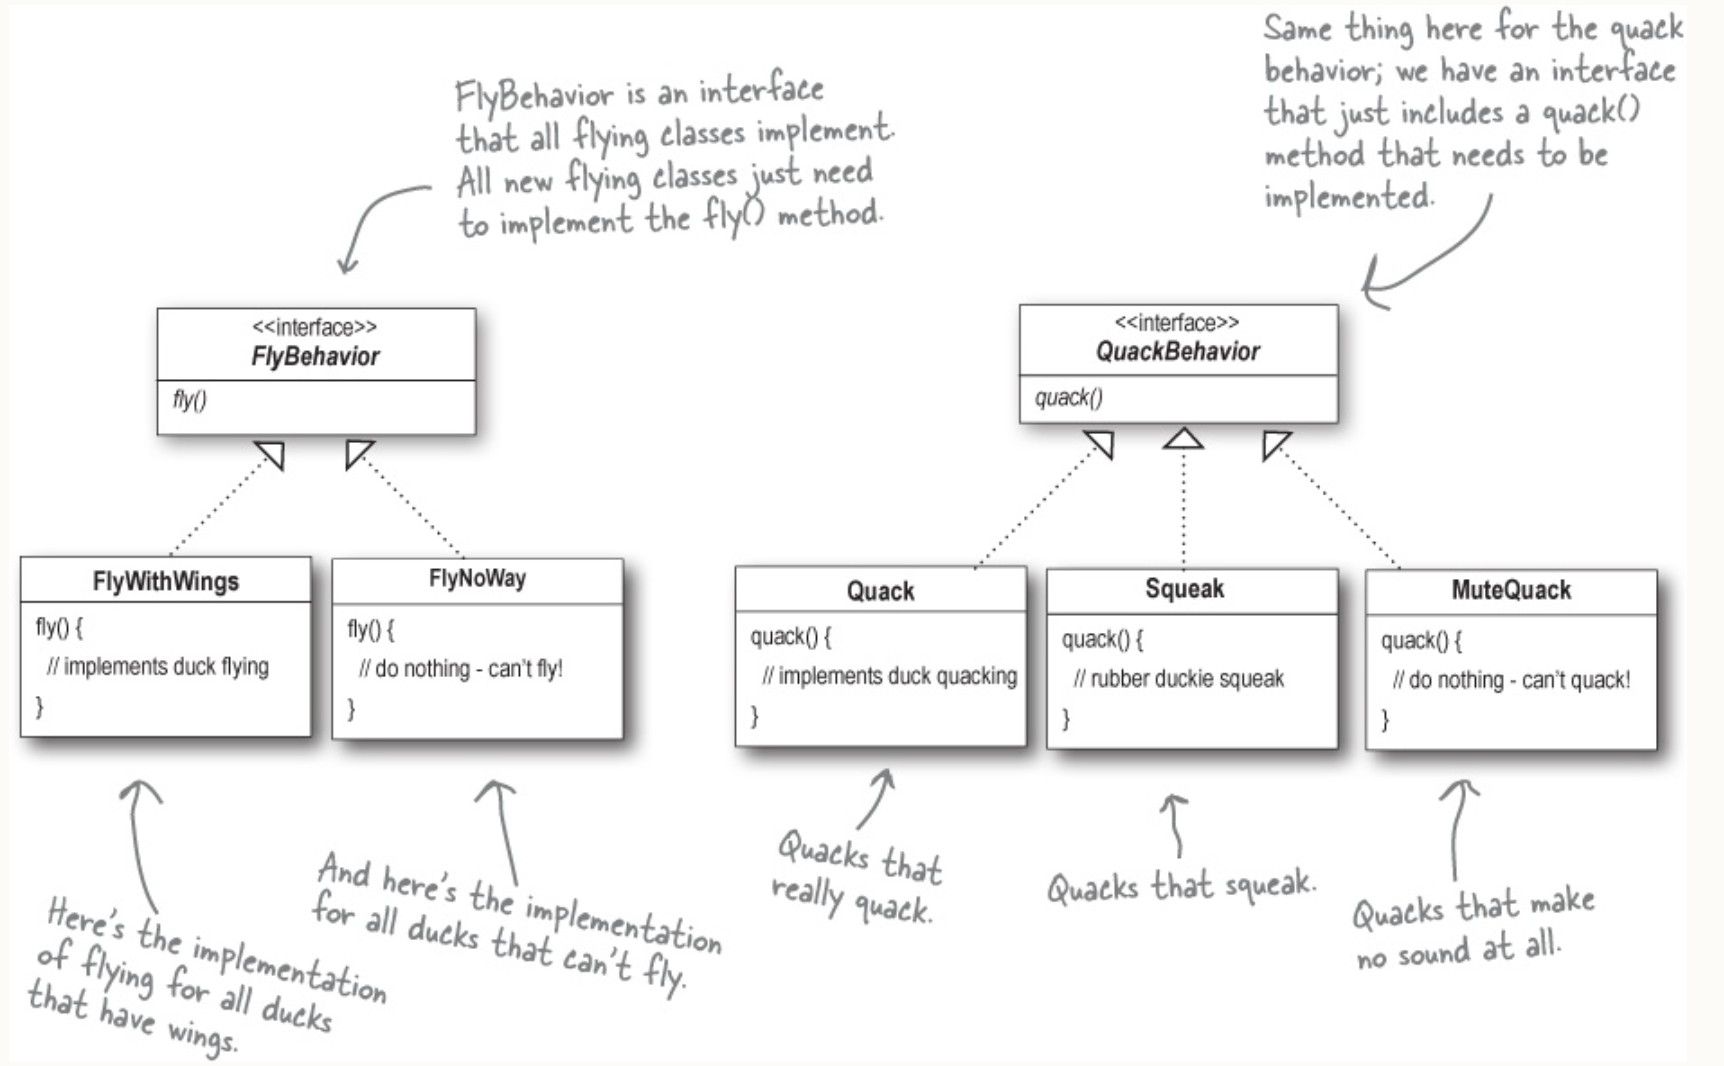 FlyBehavior is an interface
that all flying classes implement.
All new flying classes just need
to implement the fly() method.
Same thing here for the quack
behavior; we have an interface
that just includes a quack()
method that needs to be
implemented.
<<interface>>
FlyBehavior
fly()
<<interface>>
QuackBehavior
quack()
FlyWithWings
fly() {
// implements duck flying
}
FlyNoWay
fly() {
// do nothing - can't fly!
}
Quack
quack() {
// implements duck quacking
}
Squeak
quack() {
// rubber duckie squeak
}
MuteQuack
quack() {
// do nothing - can't quack!
}
Here's the implementation
of flying for all ducks
that have wings.
And here's the implementation
for all ducks that can't fly.
Quacks that
really quack.
Quacks that squeak.
Quacks that make
no sound at all.